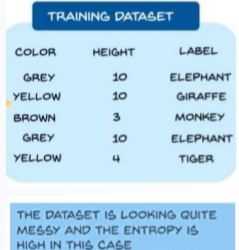 TRAINING DATASET
COLOR HEIGHT LABEL
GREY 10 ELEPHANT
YELLOW 10 GIRAFFE
BROWN 3 MONKEY
GREY 10 ELEPHANT
YELLOW 4 TIGER
THE DATASET IS LOOKING QUITE
MESSY AND THE ENTROPY IS
HIGH IN THIS CASE